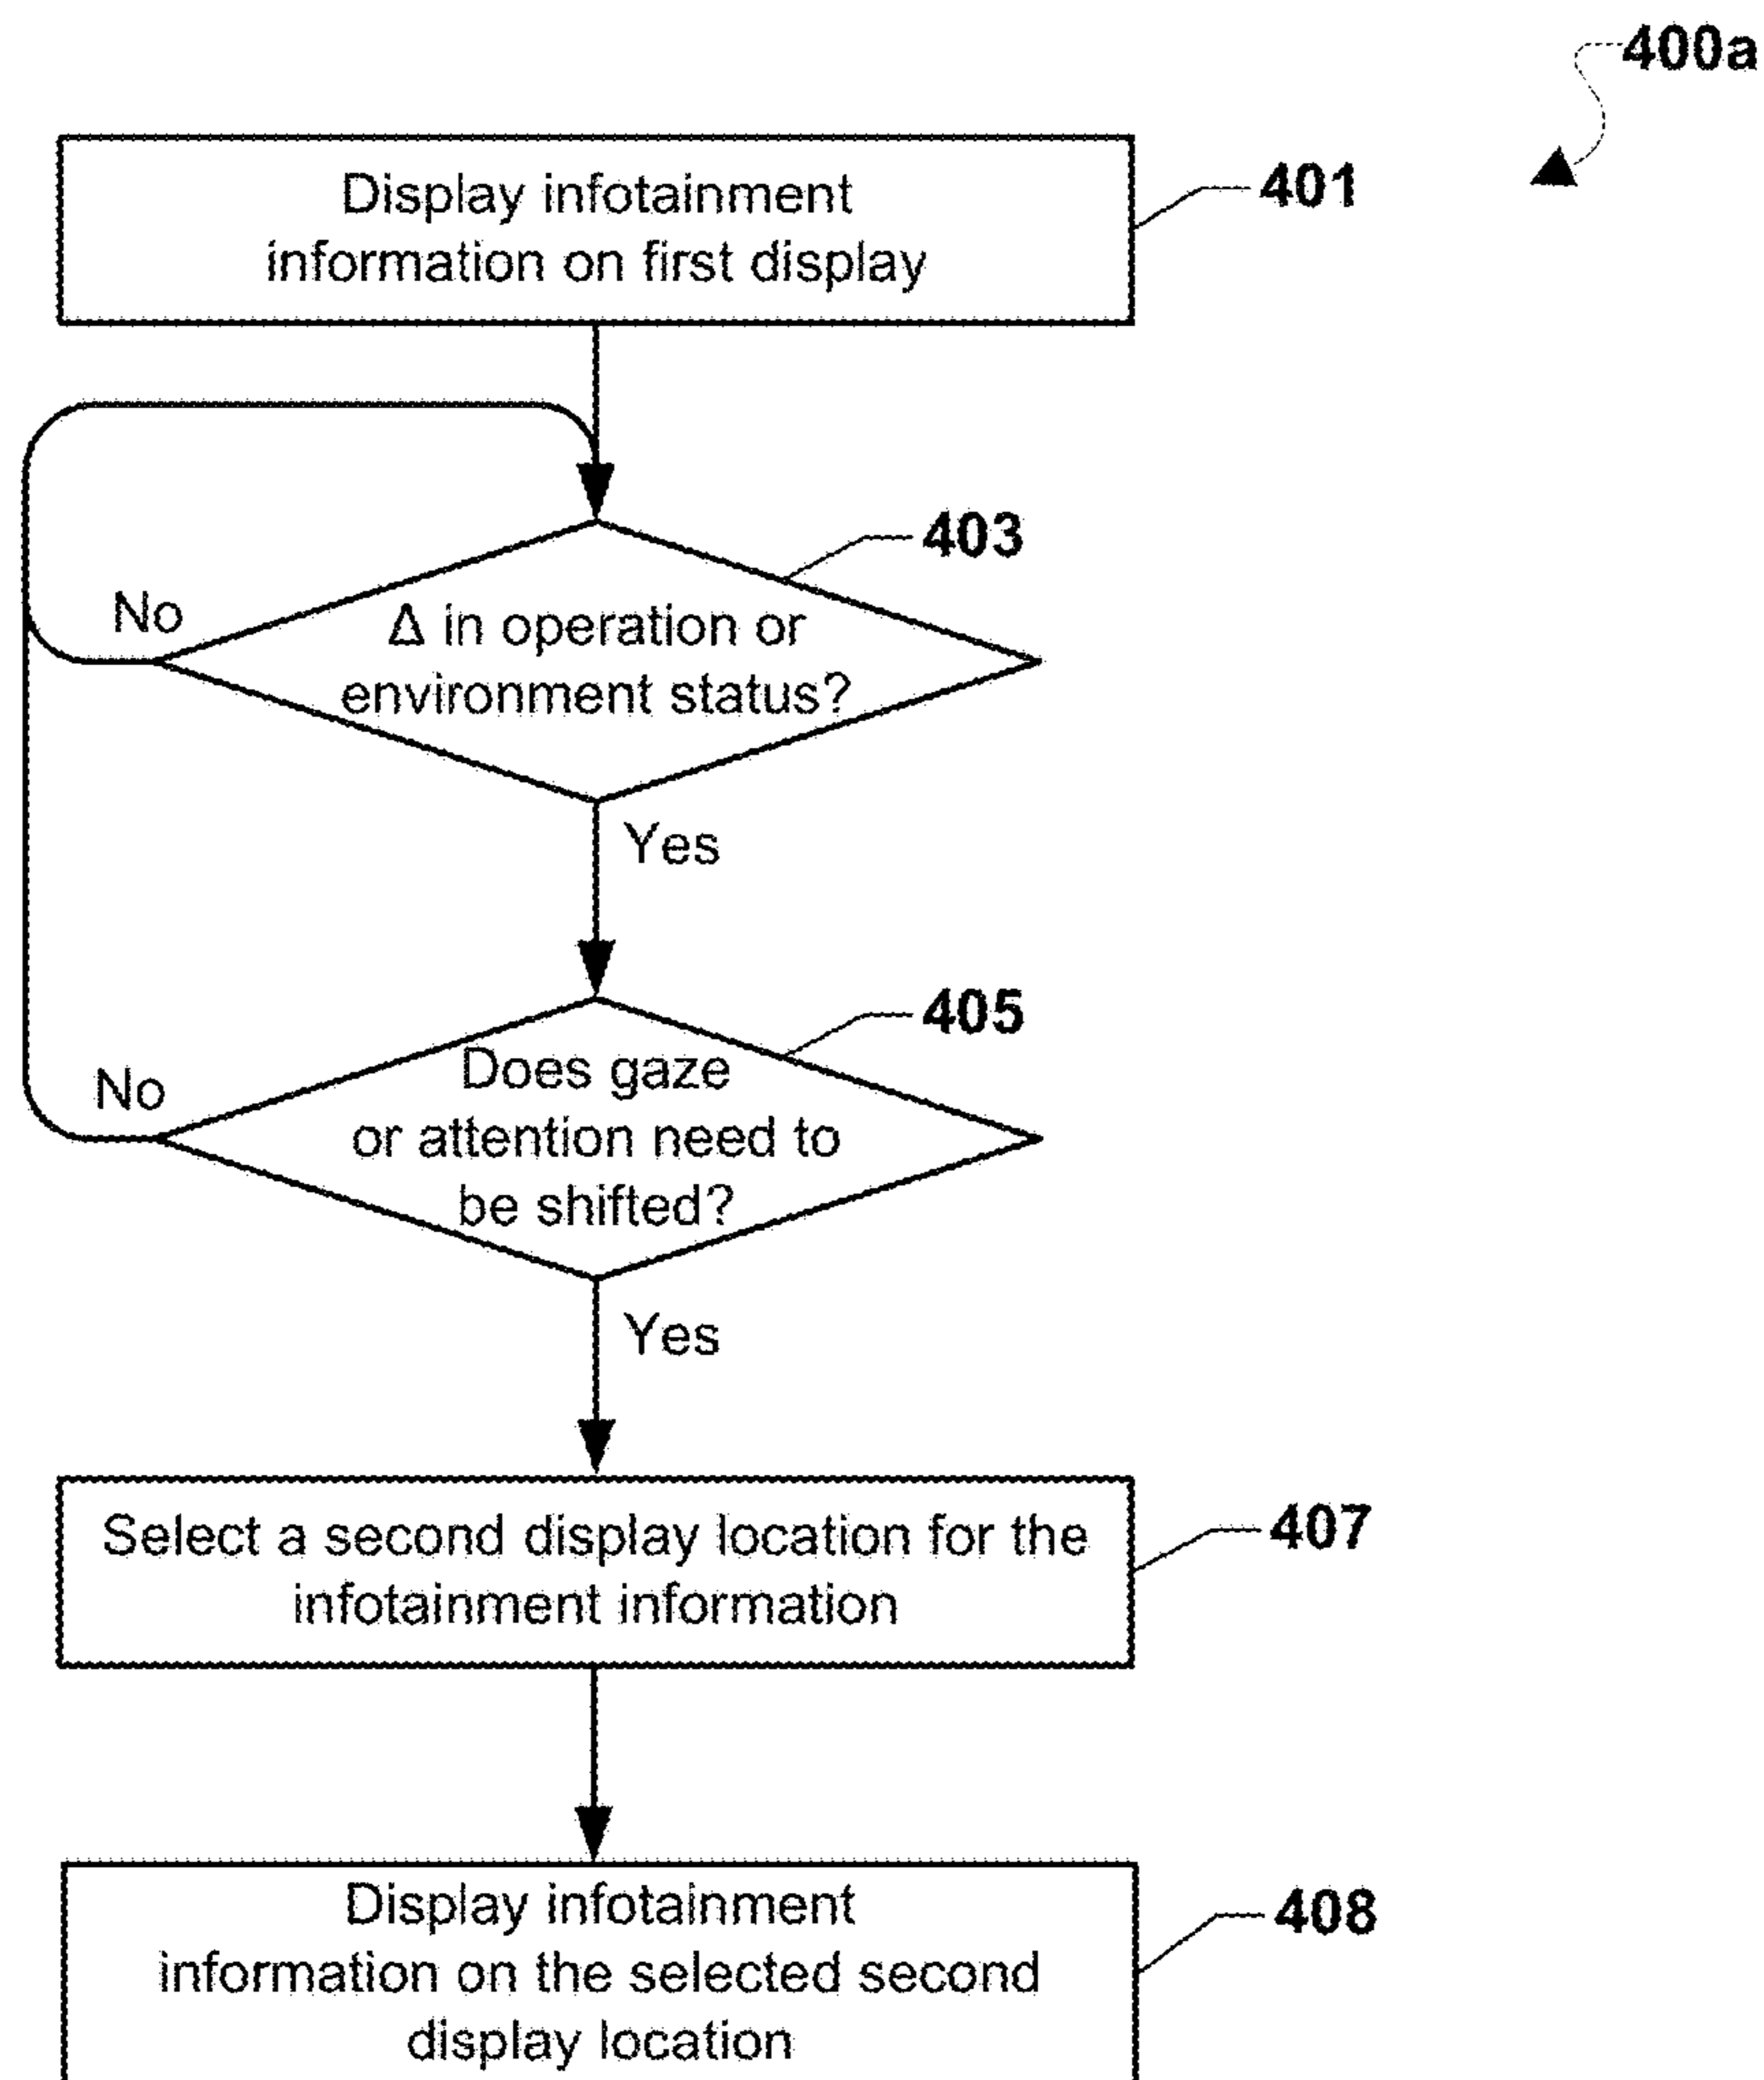 400a
Display infotainment
information on first display
401
403
No
Δ in operation or
environment status?
Yes
405
No
Does gaze
or attention need to
be shifted?
Yes
Select a second display location for the
infotainment information
407
Display infotainment
information on the selected second
display location
408